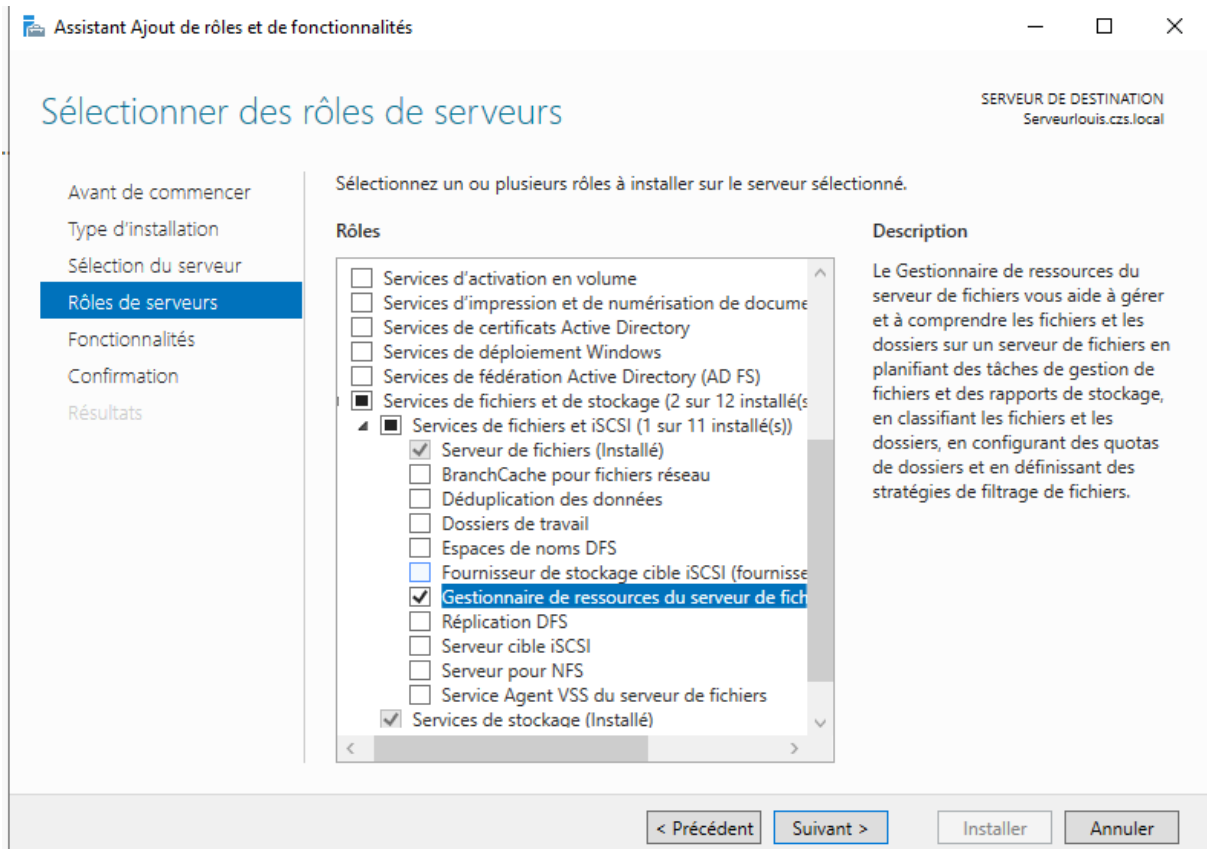 Assistant Ajout de rôles et de fonctionnalités
Sélectionner des rôles de serveurs
SERVEUR DE DESTINATION
Serveurlouis.czs.local
Avant de commencer
Type d'installation
Sélection du serveur
Rôles de serveurs
Fonctionnalités
Confirmation
Résultats
Sélectionnez un ou plusieurs rôles à installer sur le serveur sélectionné.
Rôles
Services d'activation en volume
Services d'impression et de numérisation de docume
Services de certificats Active Directory
Services de déploiement Windows
Services de fédération Active Directory (AD FS)
Services de fichiers et de stockage (2 sur 12 installé(s
Services de fichiers et iSCSI (1 sur 11 installé(s))
Serveur de fichiers (Installé)
BranchCache pour fichiers réseau
Déduplication des données
Dossiers de travail
Espaces de noms DFS
Fournisseur de stockage cible iSCSI (fournisse
Gestionnaire de ressources du serveur de fich
Réplication DFS
Serveur cible iSCSI
Serveur pour NFS
Service Agent VSS du serveur de fichiers
Services de stockage (Installé)
Description
Le Gestionnaire de ressources du
serveur de fichiers vous aide à gérer
et à comprendre les fichiers et les
dossiers sur un serveur de fichiers en
planifiant des tâches de gestion de
fichiers et des rapports de stockage,
en classifiant les fichiers et les
dossiers, en configurant des quotas
de dossiers et en définissant des
stratégies de filtrage de fichiers.
< Précédent
Suivant >
Installer
Annuler